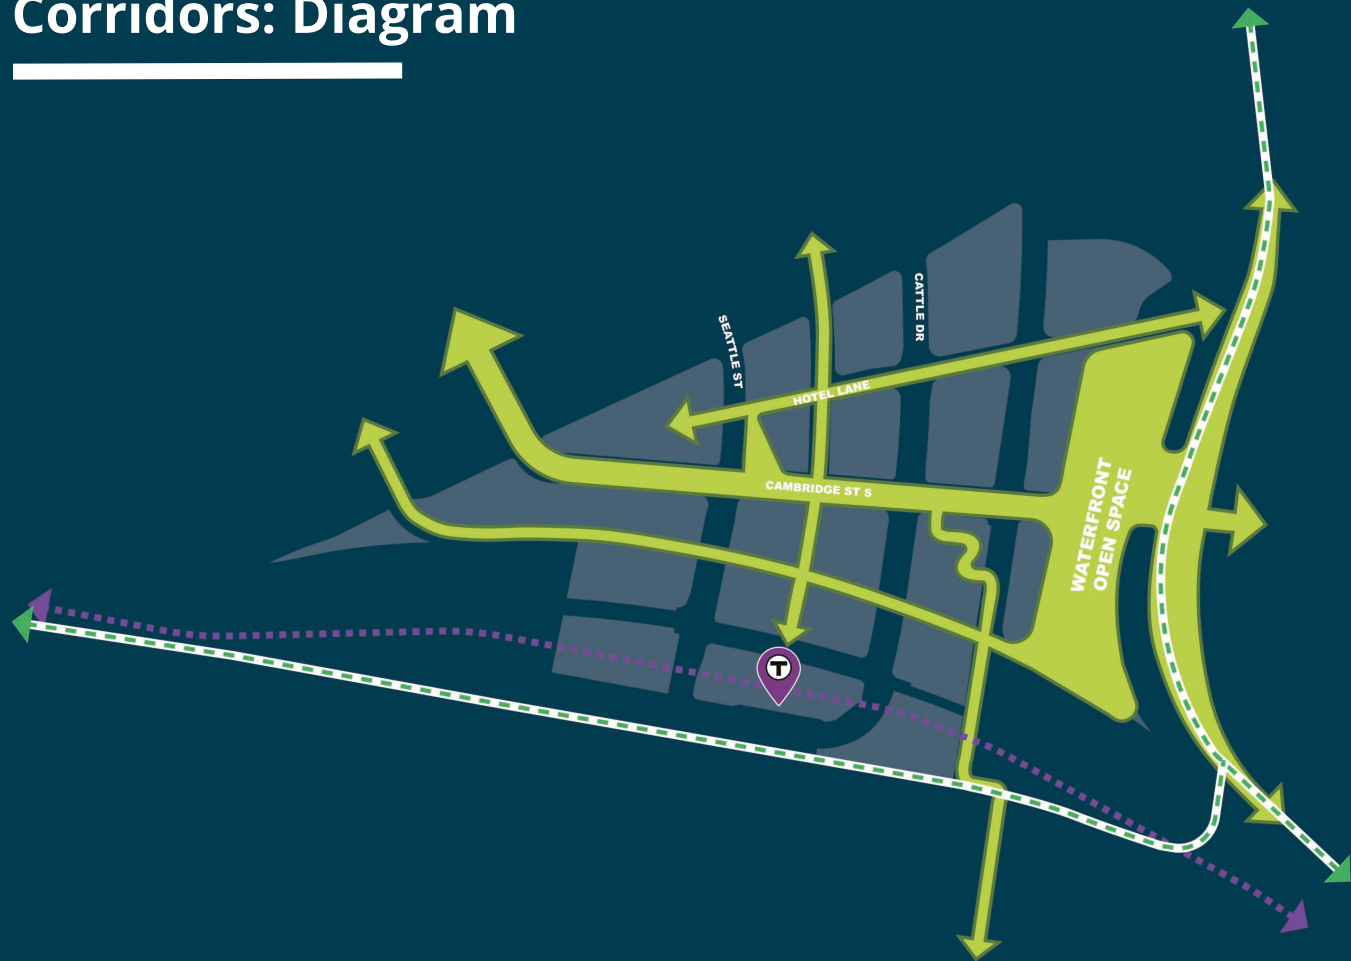 Corridors: Diagram
CATTLE DR
SEATTLE ST
HOTEL LANE
CAMBRIDGE ST S
WATERFRONT
OPEN SPACE
T